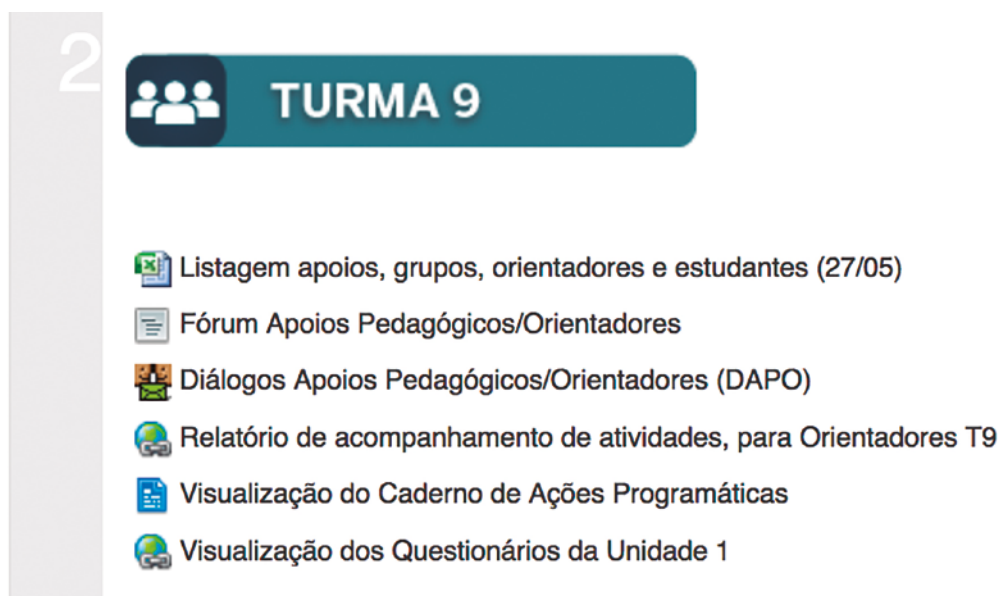 2
TURMA 9
Listagem apoios, grupos, orientadores e estudantes (27/05)
Fórum Apoios Pedagógicos/Orientadores
Diálogos Apoios Pedagógicos/Orientadores (DAPO)
Relatório de acompanhamento de atividades, para Orientadores T9
Visualização do Caderno de Ações Programáticas
Visualização dos Questionários da Unidade 1